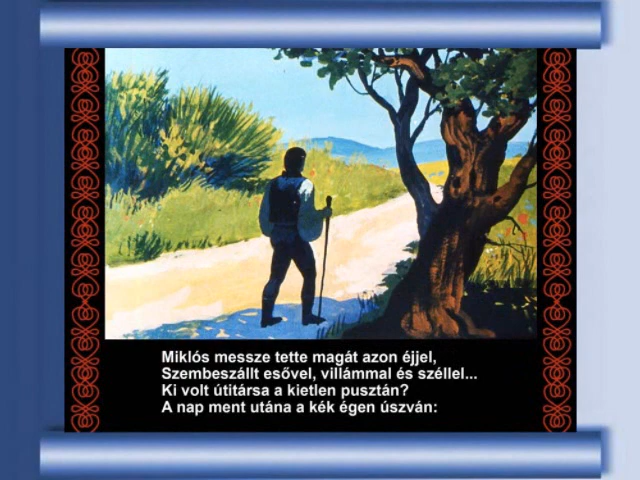 Miklós messze tette magát azon éjjel,
Szembeszállt esővel, villámmal és széllel...
Ki volt útitársa a kietlen pusztán?
A nap ment utána a kék égen úszván: